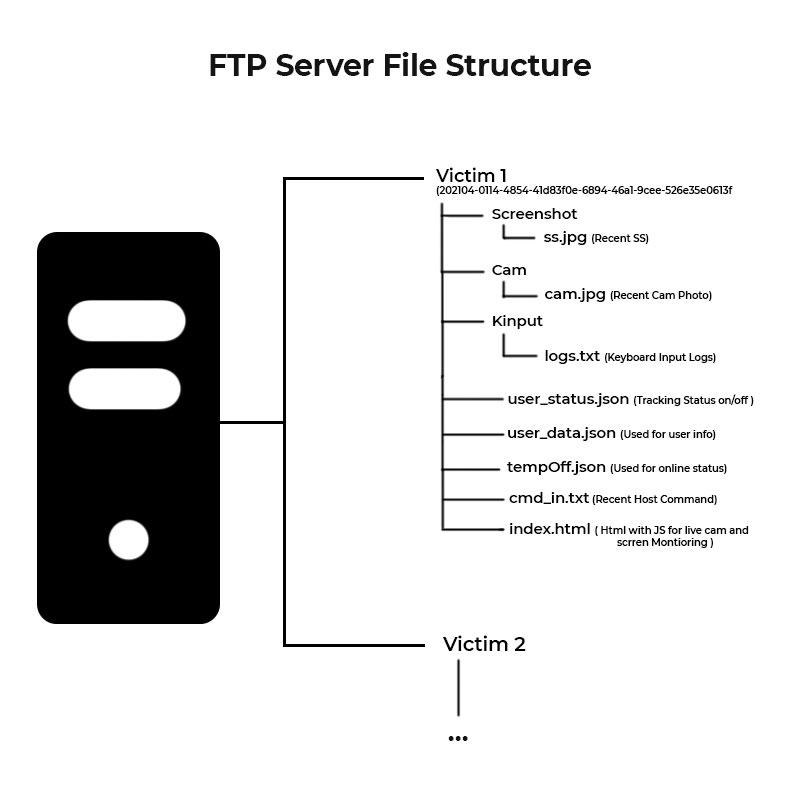 FTP Server File Structure
Victim 1
(202104-0114-4854-41d83f0e-6894-46a1-9cee-526e35e0613f
Screenshot
ss.jpg (Recent SS)
Cam
cam.jpg (Recent Cam Photo)
Kinput
logs.txt (Keyboard Input Logs)
user_status.json (Tracking Status on/off )
user_data.json (Used for user info)
tempOff.json (Used for online status)
cmd_in.txt (Recent Host Command)
index.html ( Html with JS for live cam and
scrren Montioring )
Victim 2
...